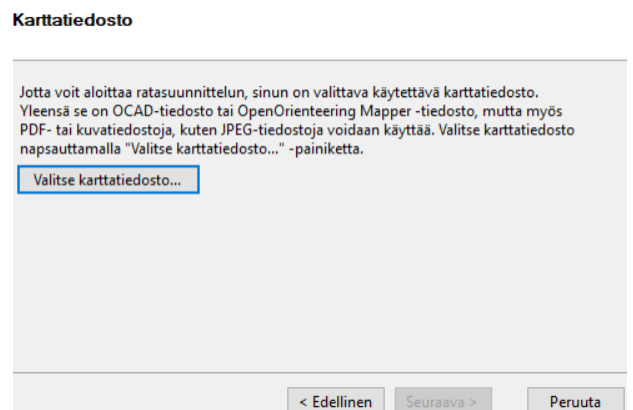 Karttatiedosto
Jotta voit aloittaa ratasuunnittelun, sinun on valittava käytettävä karttatiedosto.
Yleensä se on OCAD-tiedosto tai OpenOrienteering Mapper -tiedosto, mutta myös
PDF- tai kuvatiedostoja, kuten JPEG-tiedostoja voidaan käyttää. Valitse karttatiedosto
napsauttamalla "Valitse karttatiedosto..." -painiketta.
Valitse karttatiedosto...
< Edellinen Seuraava > Peruuta